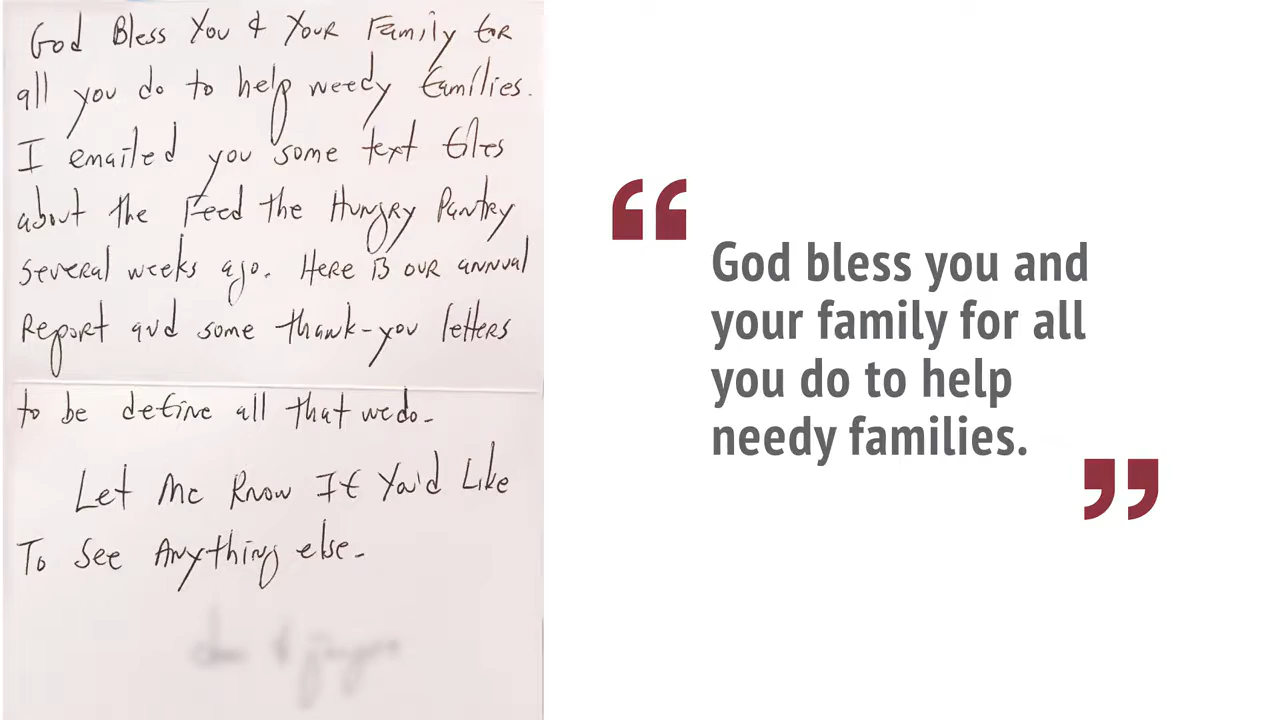 God Bless You & Your Family for
all you do to help needy families.
I emailed you some text files
about the Feed the Hungry Pantry
several weeks ago. Here is our annual
Report and some thank-you letters
to be define all that we do.
Let Me Know If You'd Like
To See Anything else.
“
God bless you and
your family for all
you do to help
needy families.
”